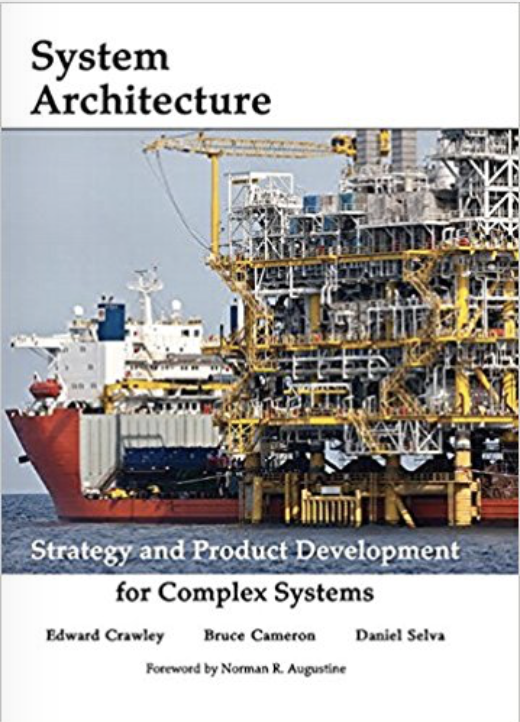 System
Architecture
Strategy and Product Development
for Complex Systems
Edward Crawley Bruce Cameron Daniel Selva
Foreword by Norman R. Augustine